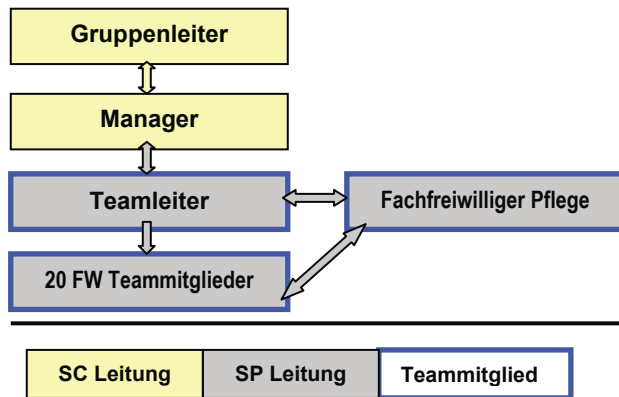 Gruppenleiter
Manager
Teamleiter
Fachfreiwilliger Pflege
20 FW Teammitglieder
SC Leitung
SP Leitung
Teammitglied